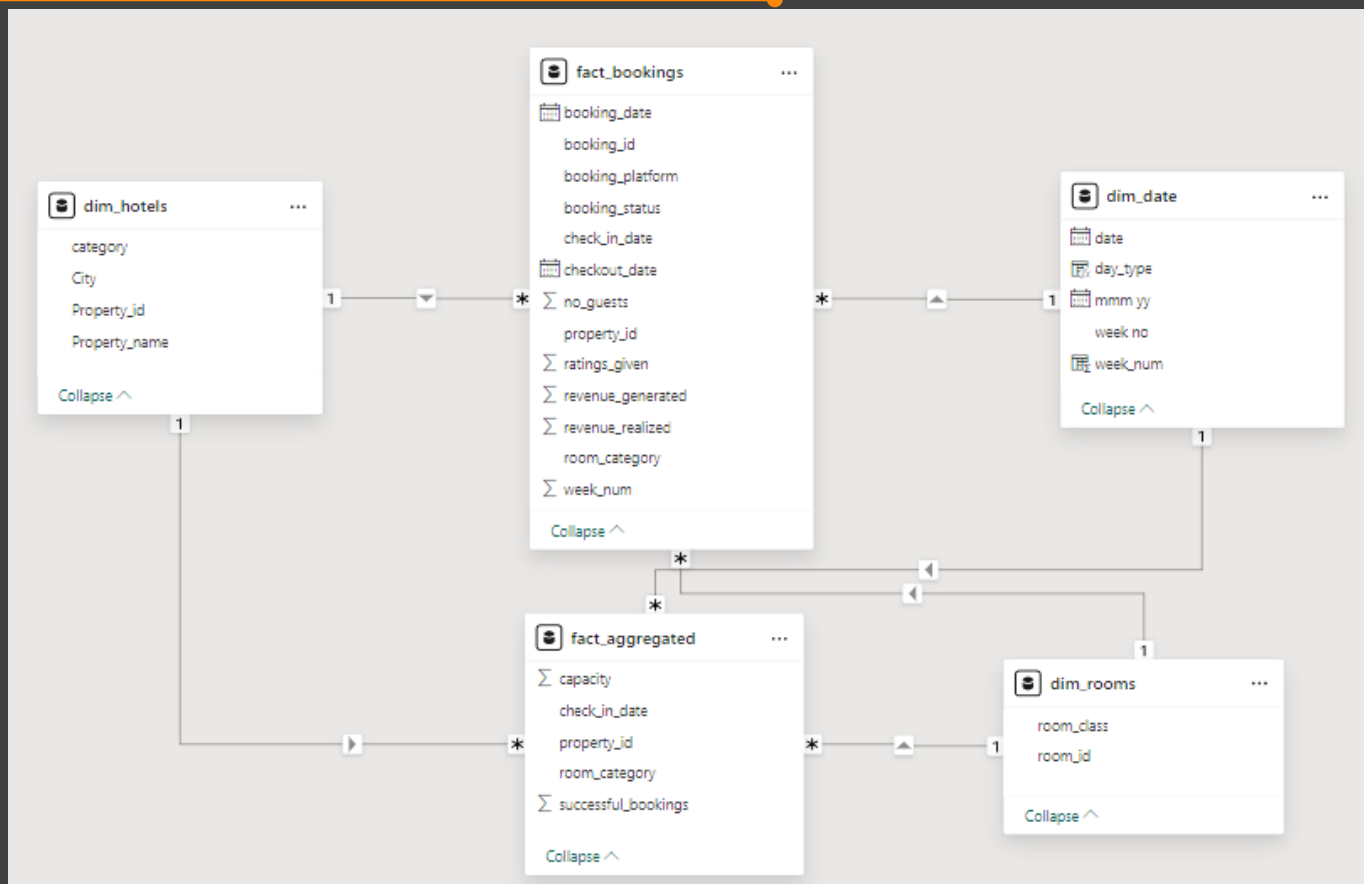 fact_bookings
booking_date
booking_id
booking_platform
booking_status
check_in_date
checkout_date
no_guests
property_id
ratings_given
revenue_generated
revenue_realized
room_category
week_num
Collapse
dim_hotels
category
City
Property_id
Property_name
Collapse
dim_date
date
day_type
mmm yy
week no
week_num
Collapse
1
*
*
1
1
1
*
*
fact_aggregated
capacity
check_in_date
property_id
room_category
successful_bookings
Collapse
1
dim_rooms
room_class
room_id
Collapse
*
*
1